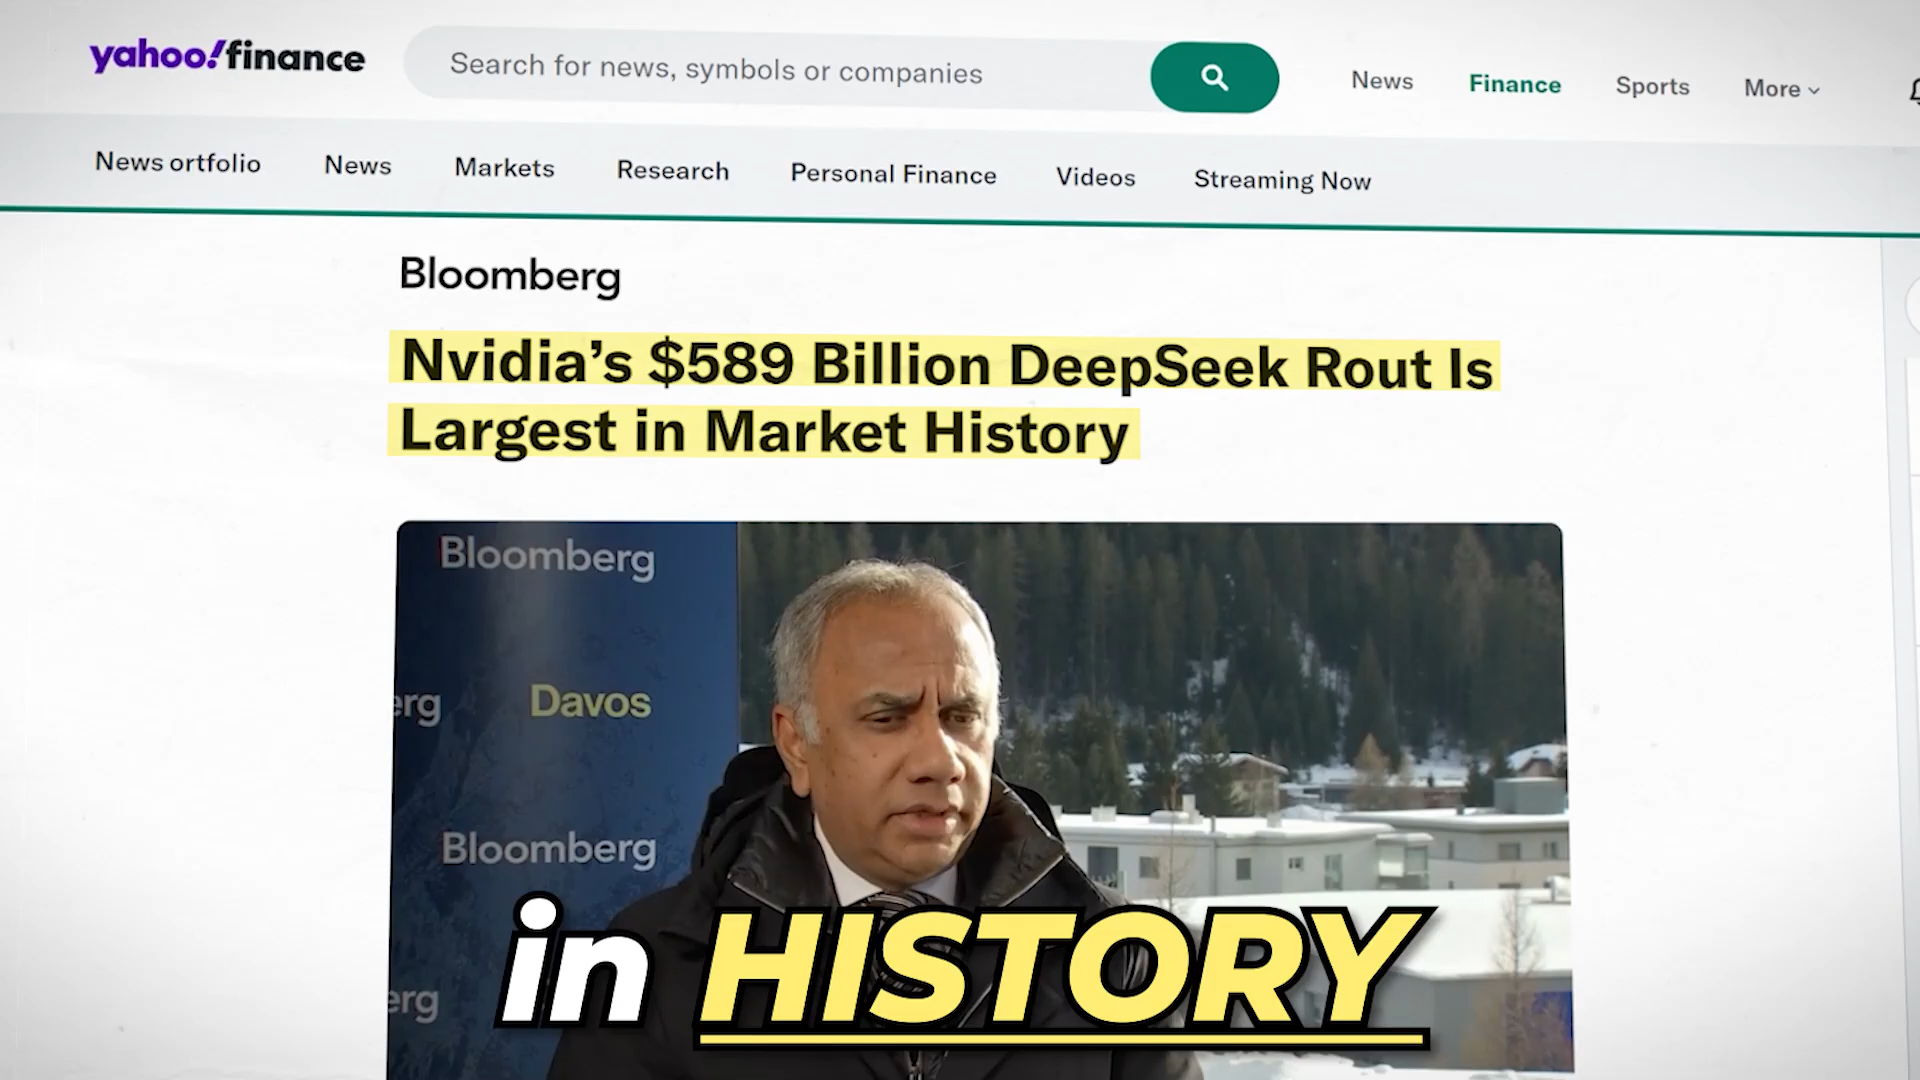 yahoo!finance
Search for news, symbols or companies
News Finance Sports More
News ortfolio News Markets Research Personal Finance Videos Streaming Now
Bloomberg
Nvidia’s $589 Billion DeepSeek Rout Is
Largest in Market History
Bloomberg
erg Davos
Bloomberg
erg
in HISTORY